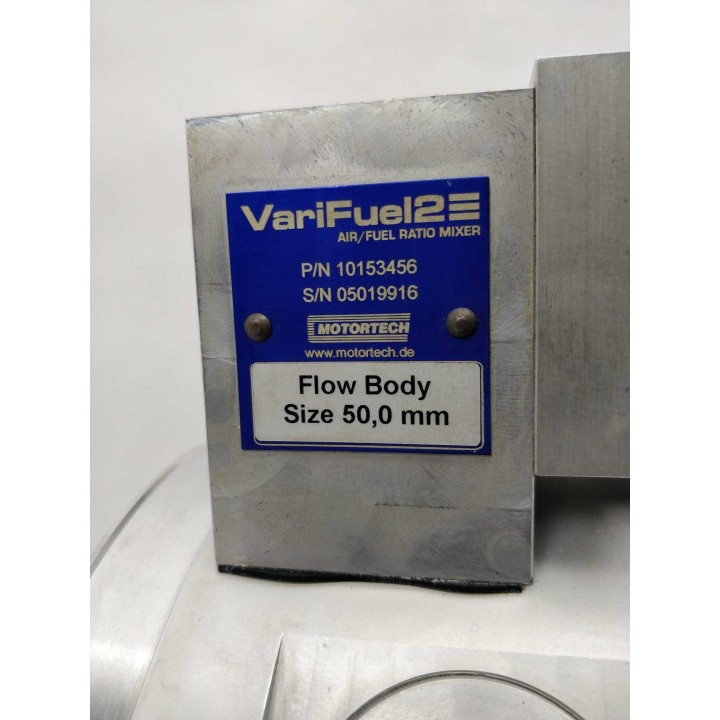 VariFuel2
AIR/FUEL RATIO MIXER
P/N 10153456
S/N 05019916
MOTORTECH
www.motortech.de
Flow Body
Size 50,0 mm